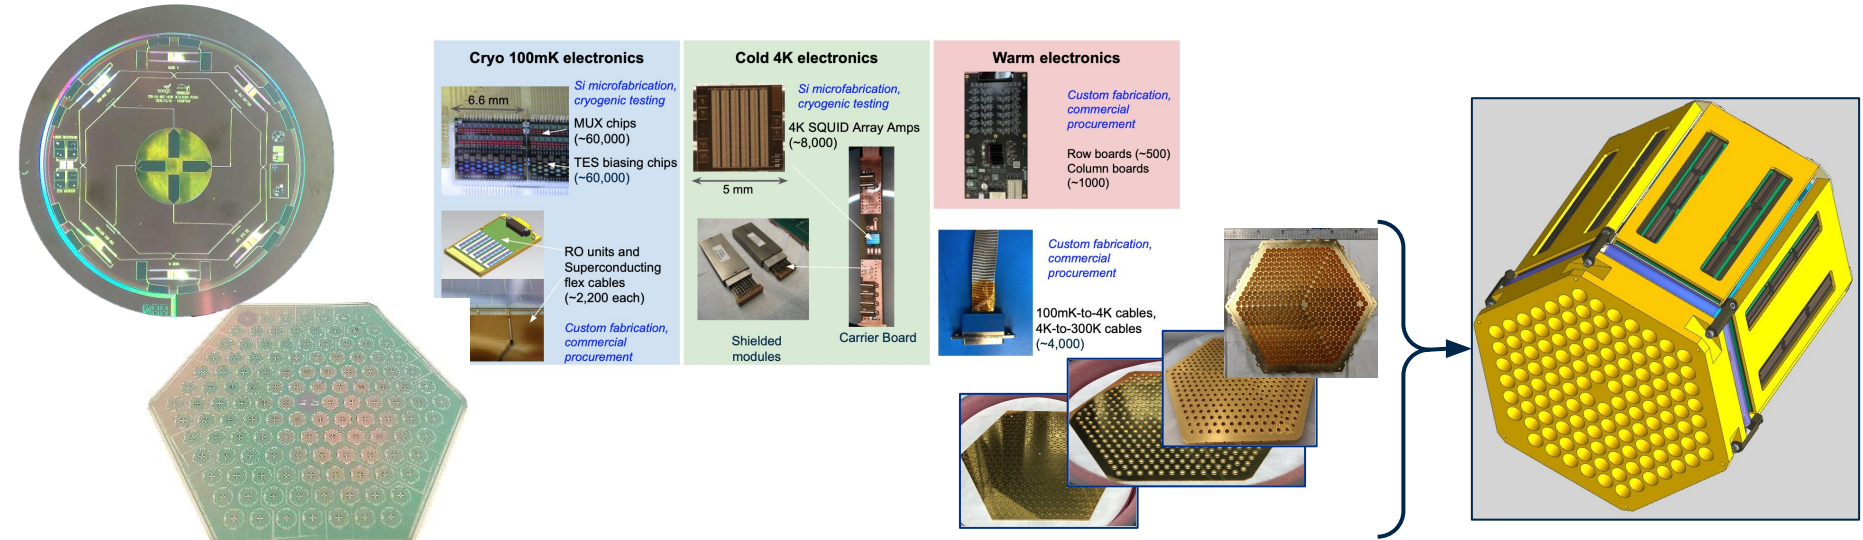 Cryo 100mK electronics
Si microfabrication,
cryogenic testing
6.6 mm
MUX chips
(~60,000)
TES biasing chips
(~60,000)
RO units and
Superconducting
flex cables
(~2,200 each)
Custom fabrication,
commercial
procurement
Cold 4K electronics
Si microfabrication,
cryogenic testing
4K SQUID Array Amps
(~8,000)
5 mm
Shielded
modules
Carrier Board
Warm electronics
Custom fabrication,
commercial
procurement
Row boards (~500)
Column boards
(~1000)
Custom fabrication,
commercial
procurement
100mK-to-4K cables,
4K-to-300K cables
(~4,000)